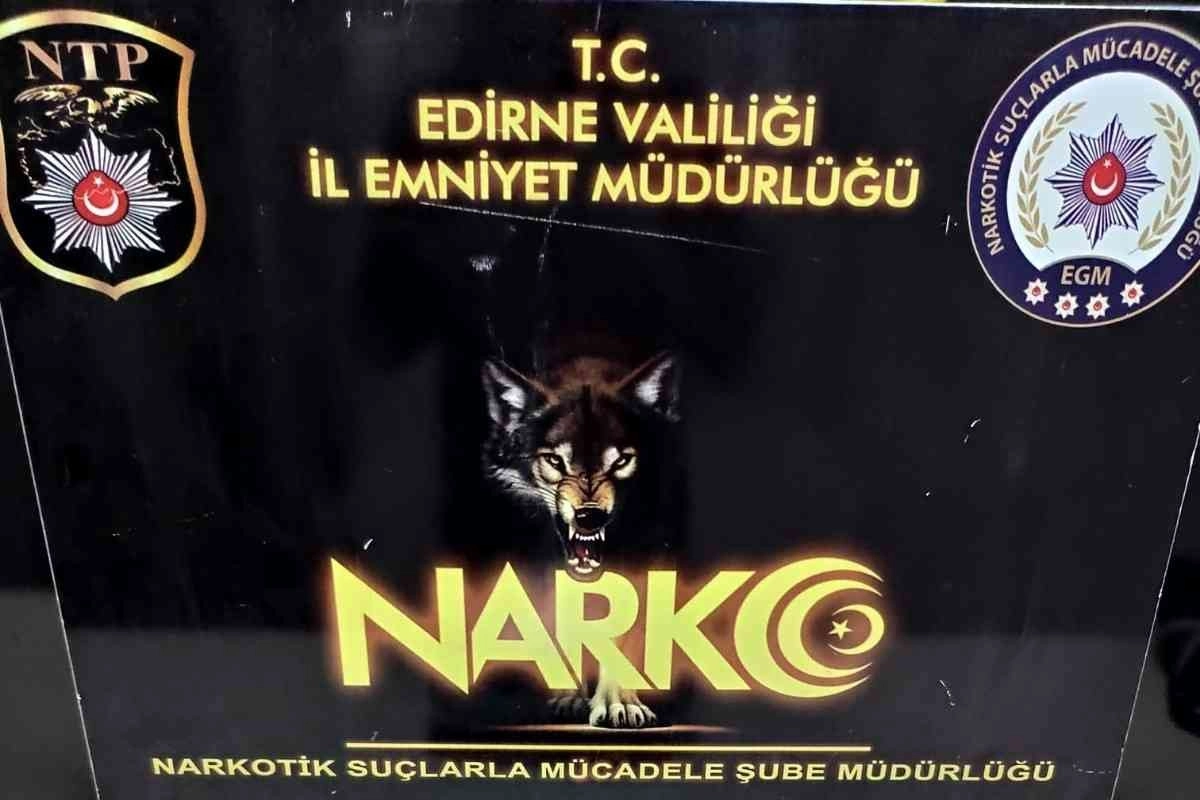 NTP
T.C.
EDİRNE VALİLİĞİ
İL EMNİYET MÜDÜRLÜĞÜ
NARKOTİK SUÇLARLA MÜCADELE Ş
EGM
NARKO
NARKOTİK SUÇLARLA MÜCADELE ŞUBE MÜDÜRLÜĞÜ